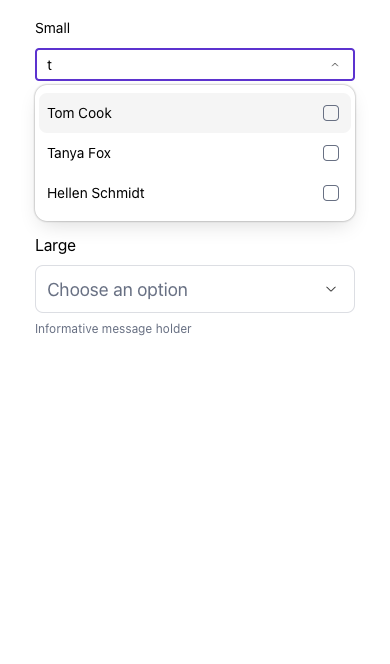 Small
t
Tom Cook
Tanya Fox
Hellen Schmidt
Large
Choose an option
Informative message holder